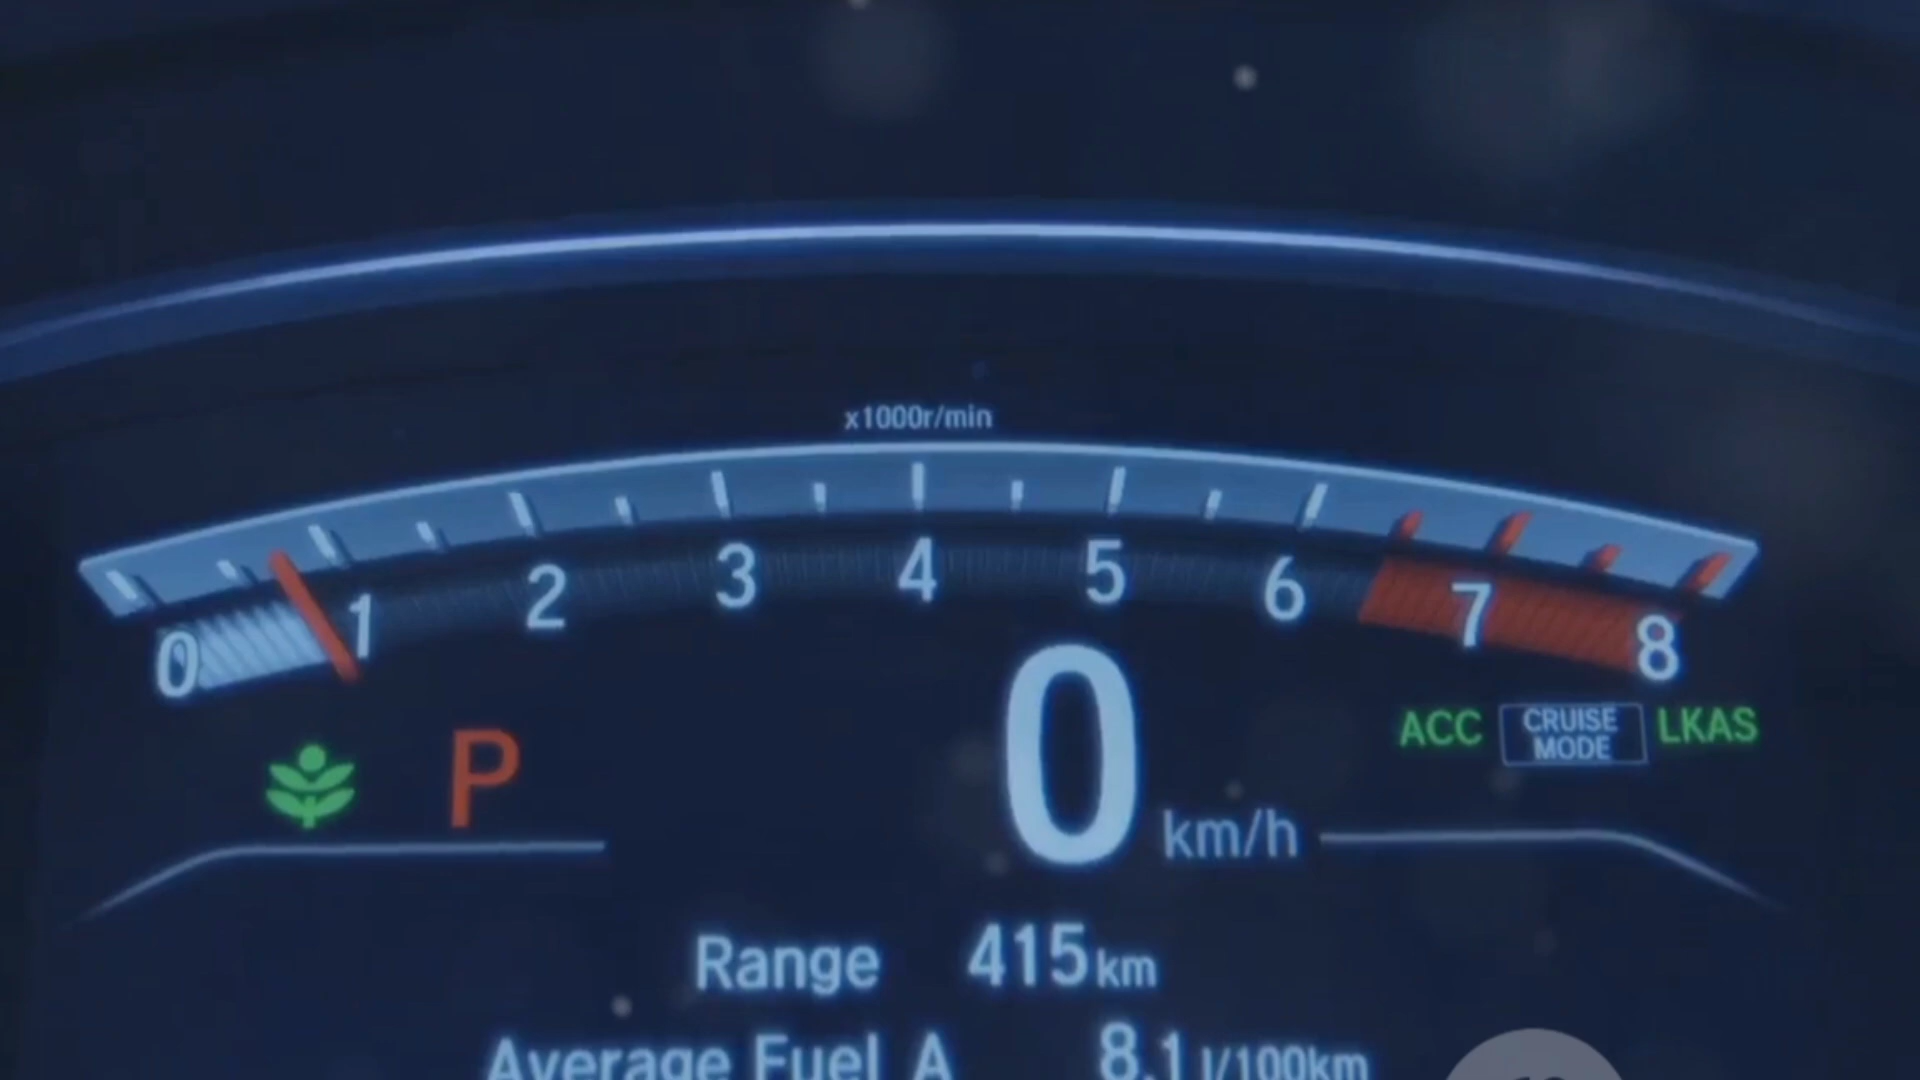 x1000r/min
0 1 2 3 4 5 6 7 8
P 0 km/h ACC CRUISE MODE LKAS
Range 415 km
Average Fuel A 8.1 l/100km